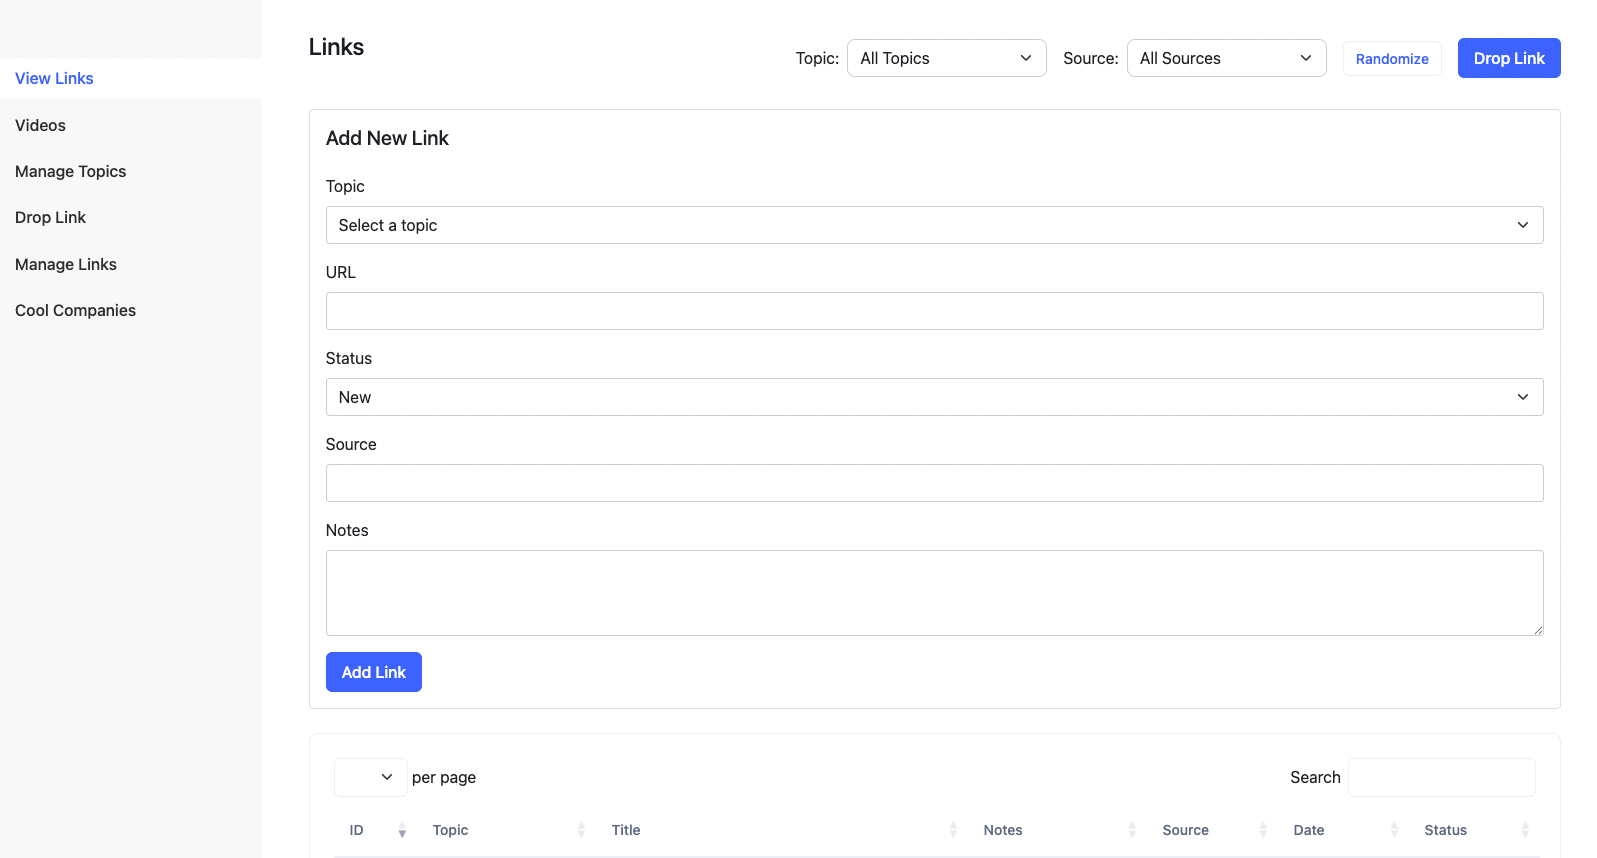 View Links
Videos
Manage Topics
Drop Link
Manage Links
Cool Companies
Links
Topic: All Topics Source: All Sources Randomize Drop Link
Add New Link
Topic
Select a topic
URL
Status
New
Source
Notes
Add Link
per page Search
ID Topic Title Notes Source Date Status